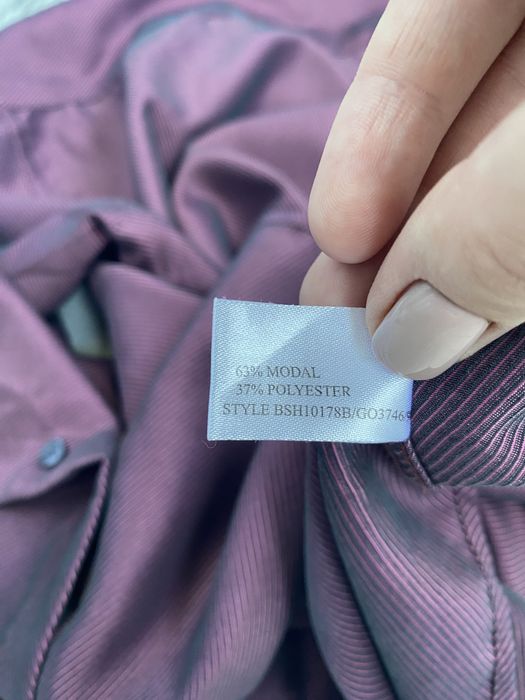 63% MODAL
37% POLYESTER
STYLE BSH10178B/GO3746